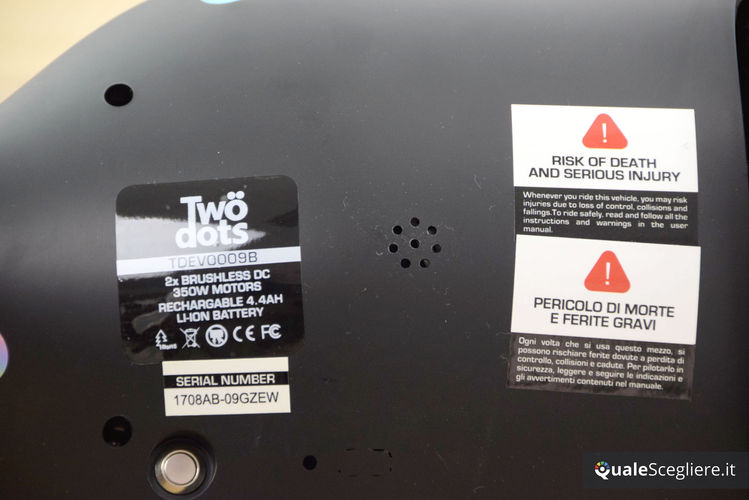 Twö
dots
TDEV0009B
2x BRUSHLESS DC
350W MOTORS
RECHARGABLE 4.4AH
LI-ION BATTERY
RoHS
CE FC
SERIAL NUMBER
1708AB-09GZEW
!
RISK OF DEATH
AND SERIOUS INJURY
Whenever you ride this vehicle, you may risk
injuries due to loss of control, collisions and
fallings.To ride safely, read and follow all the
instructions and warnings in the user
manual.
!
PERICOLO DI MORTE
E FERITE GRAVI
Ogni volta che si usa questo mezzo, si
possono rischiare ferite dovute a perdita di
controllo, collisioni e cadute. Per pilotarlo in
sicurezza, leggere e seguire le indicazioni e
gli avvertimenti contenuti nel manuale.
QualeScegliere.it